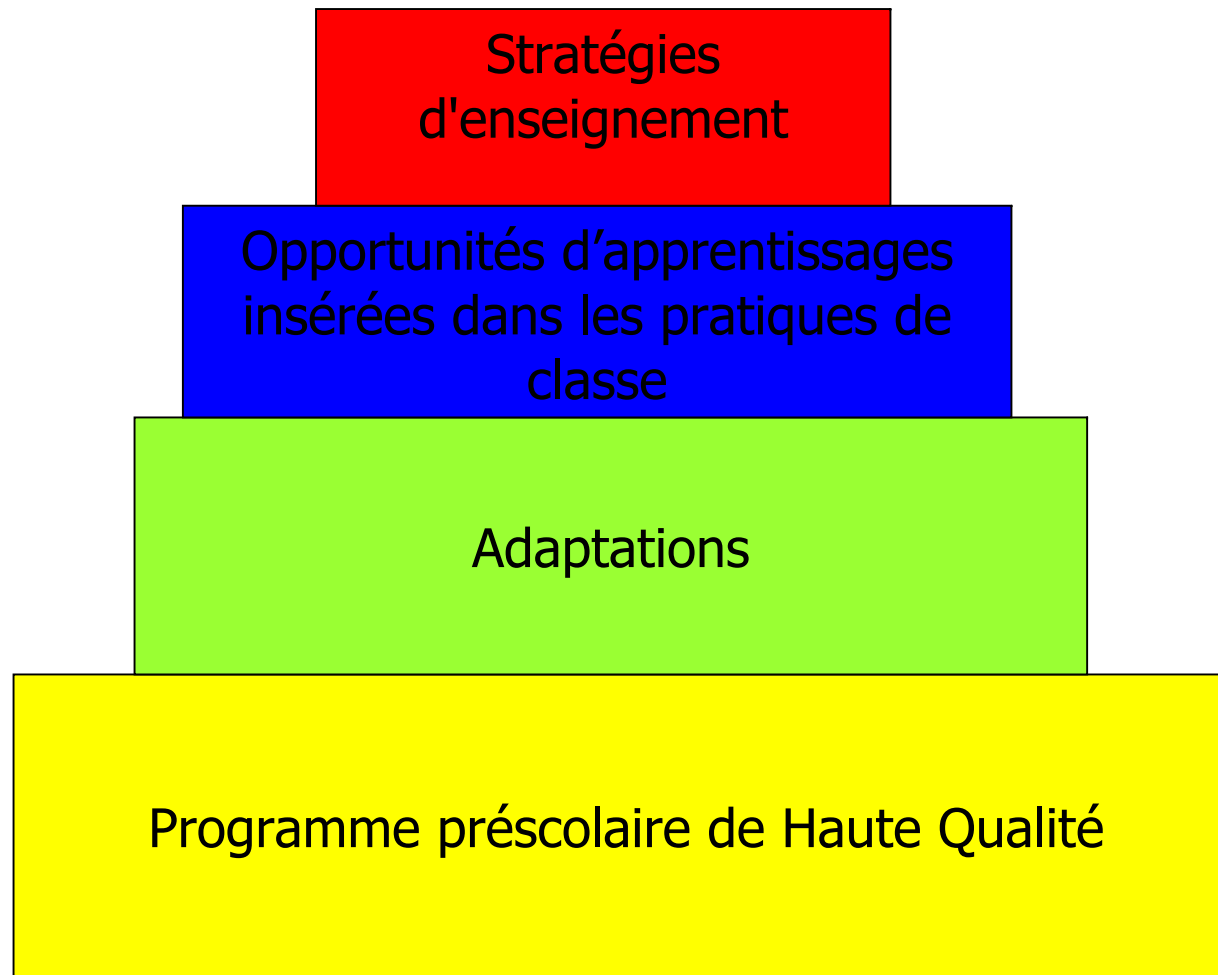 Stratégies
d'enseignement
Opportunités d’apprentissages
insérées dans les pratiques de
classe
Adaptations
Programme préscolaire de Haute Qualité